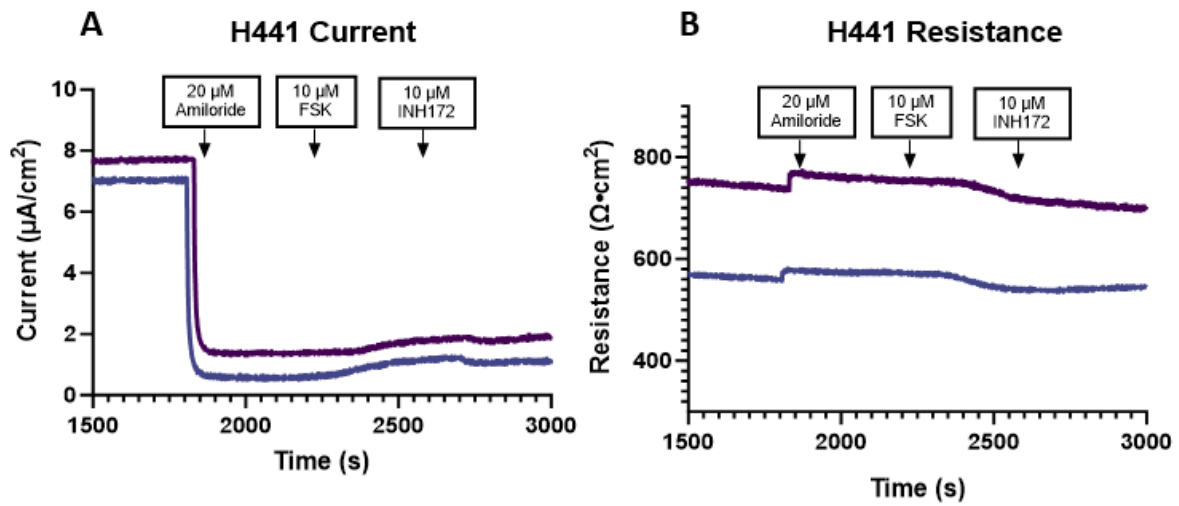 A
H441 Current
20 µM
Amiloride
10 µM
FSK
10 µM
INH172
10
8
6
4
2
0
Current (µA/cm²)
1500
2000
2500
3000
Time (s)
B
H441 Resistance
20 µM
Amiloride
10 µM
FSK
10 µM
INH172
800
600
400
Resistance (Ω•cm²)
1500
2000
2500
3000
Time (s)